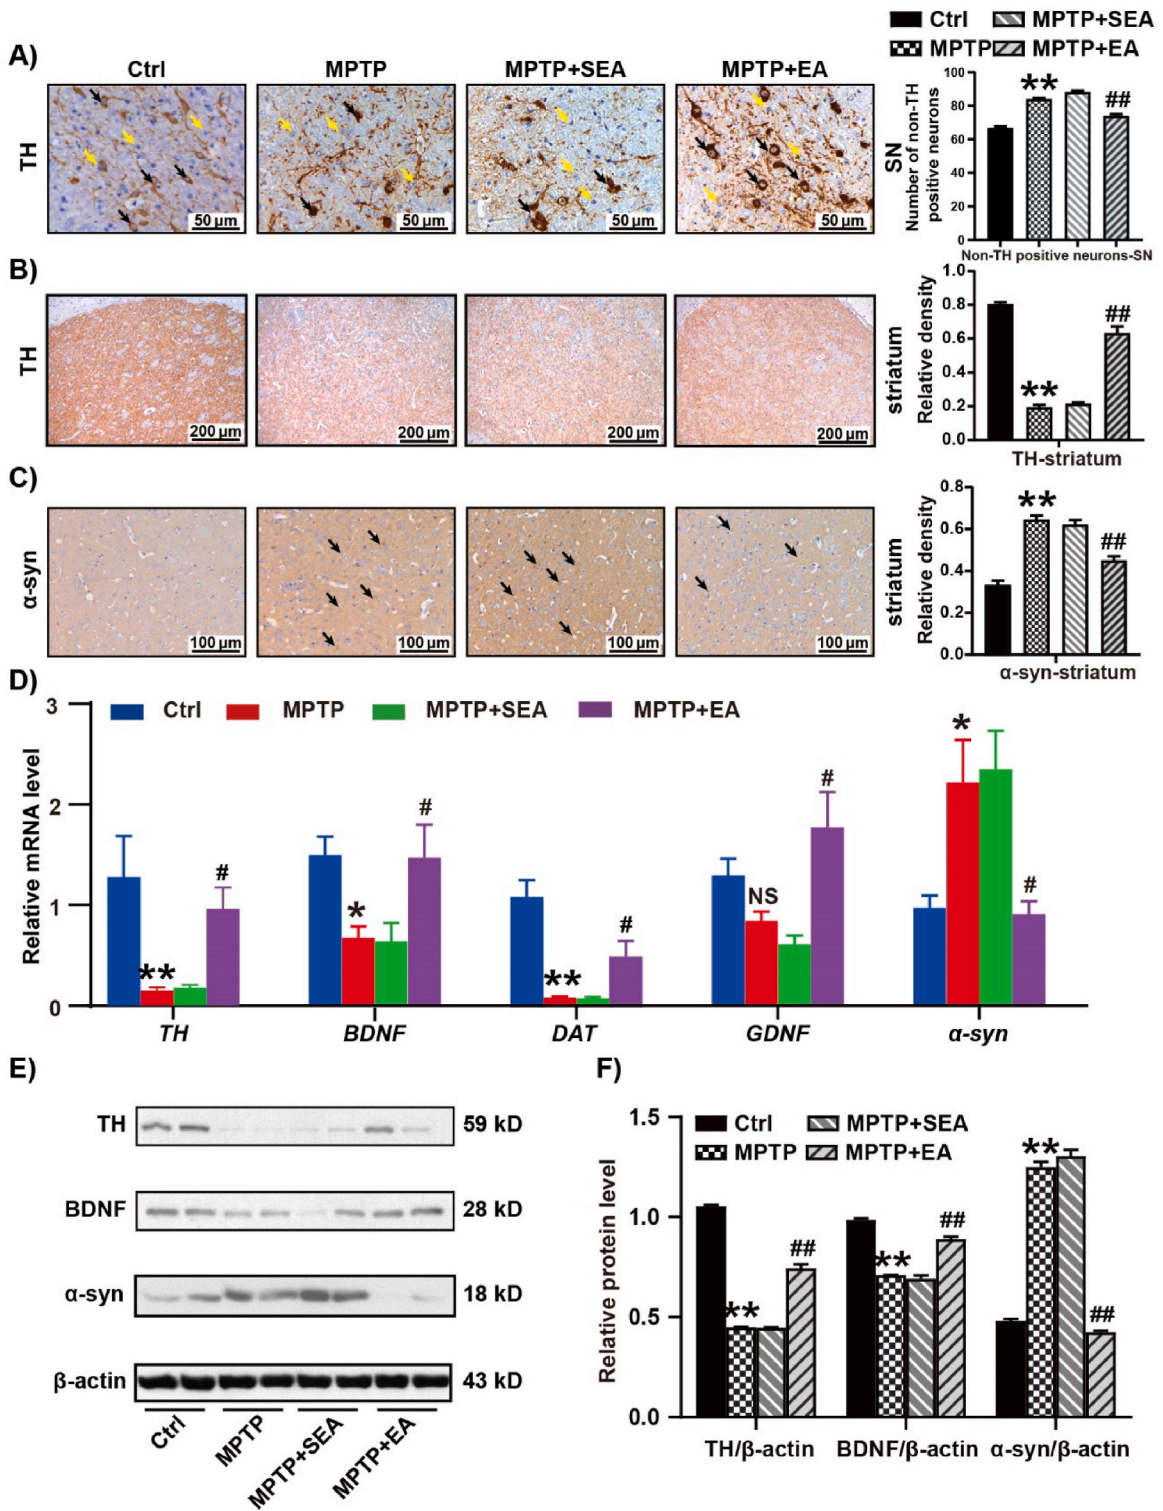 Ctrl MPTP+SEA
MPTP MPTP+EA
A)
Ctrl MPTP MPTP+SEA MPTP+EA
TH
50 μm 50 μm 50 μm 50 μm
SN
Number of non-TH
positive neurons
100
80
60
40
20
0
** ##
Non-TH positive neurons-SN
B)
TH
200 μm 200 μm 200 μm 200 μm
striatum
Relative density
1.0
0.8
0.6
0.4
0.2
0.0
** ##
TH-striatum
C)
α-syn
100 μm 100 μm 100 μm 100 μm
striatum
Relative density
0.8
0.6
0.4
0.2
0.0
** ##
α-syn-striatum
D)
Relative mRNA level
3
2
1
0
Ctrl MPTP MPTP+SEA MPTP+EA
** # * # ** # NS # * #
TH BDNF DAT GDNF α-syn
E)
TH 59 kD
BDNF 28 kD
α-syn 18 kD
β-actin 43 kD
Ctrl MPTP MPTP+SEA MPTP+EA
F)
Relative protein level
1.5
1.0
0.5
0.0
Ctrl MPTP+SEA
MPTP MPTP+EA
** ## ** ## ** ##
TH/β-actin BDNF/β-actin α-syn/β-actin